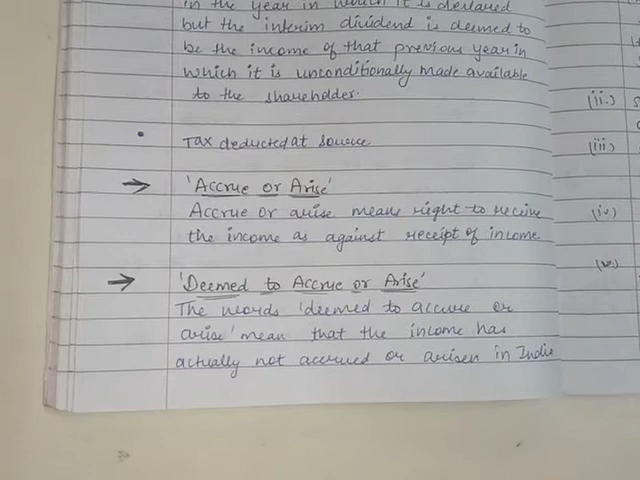 in the year in which it is declared
but the interim dividend is deemed to
be the income of that previous year in
which it is unconditionally made available
to the shareholder.
• Tax deducted at source
→ 'Accrue or Arise'
Accrue or arise means right to receive
the income as against receipt of income
→ 'Deemed to Accrue or Arise'
The words 'deemed to accrue or
arise' mean that the income has
actually not accrued or arisen in India
(ii.)
(iii)
(iv)
(v.)